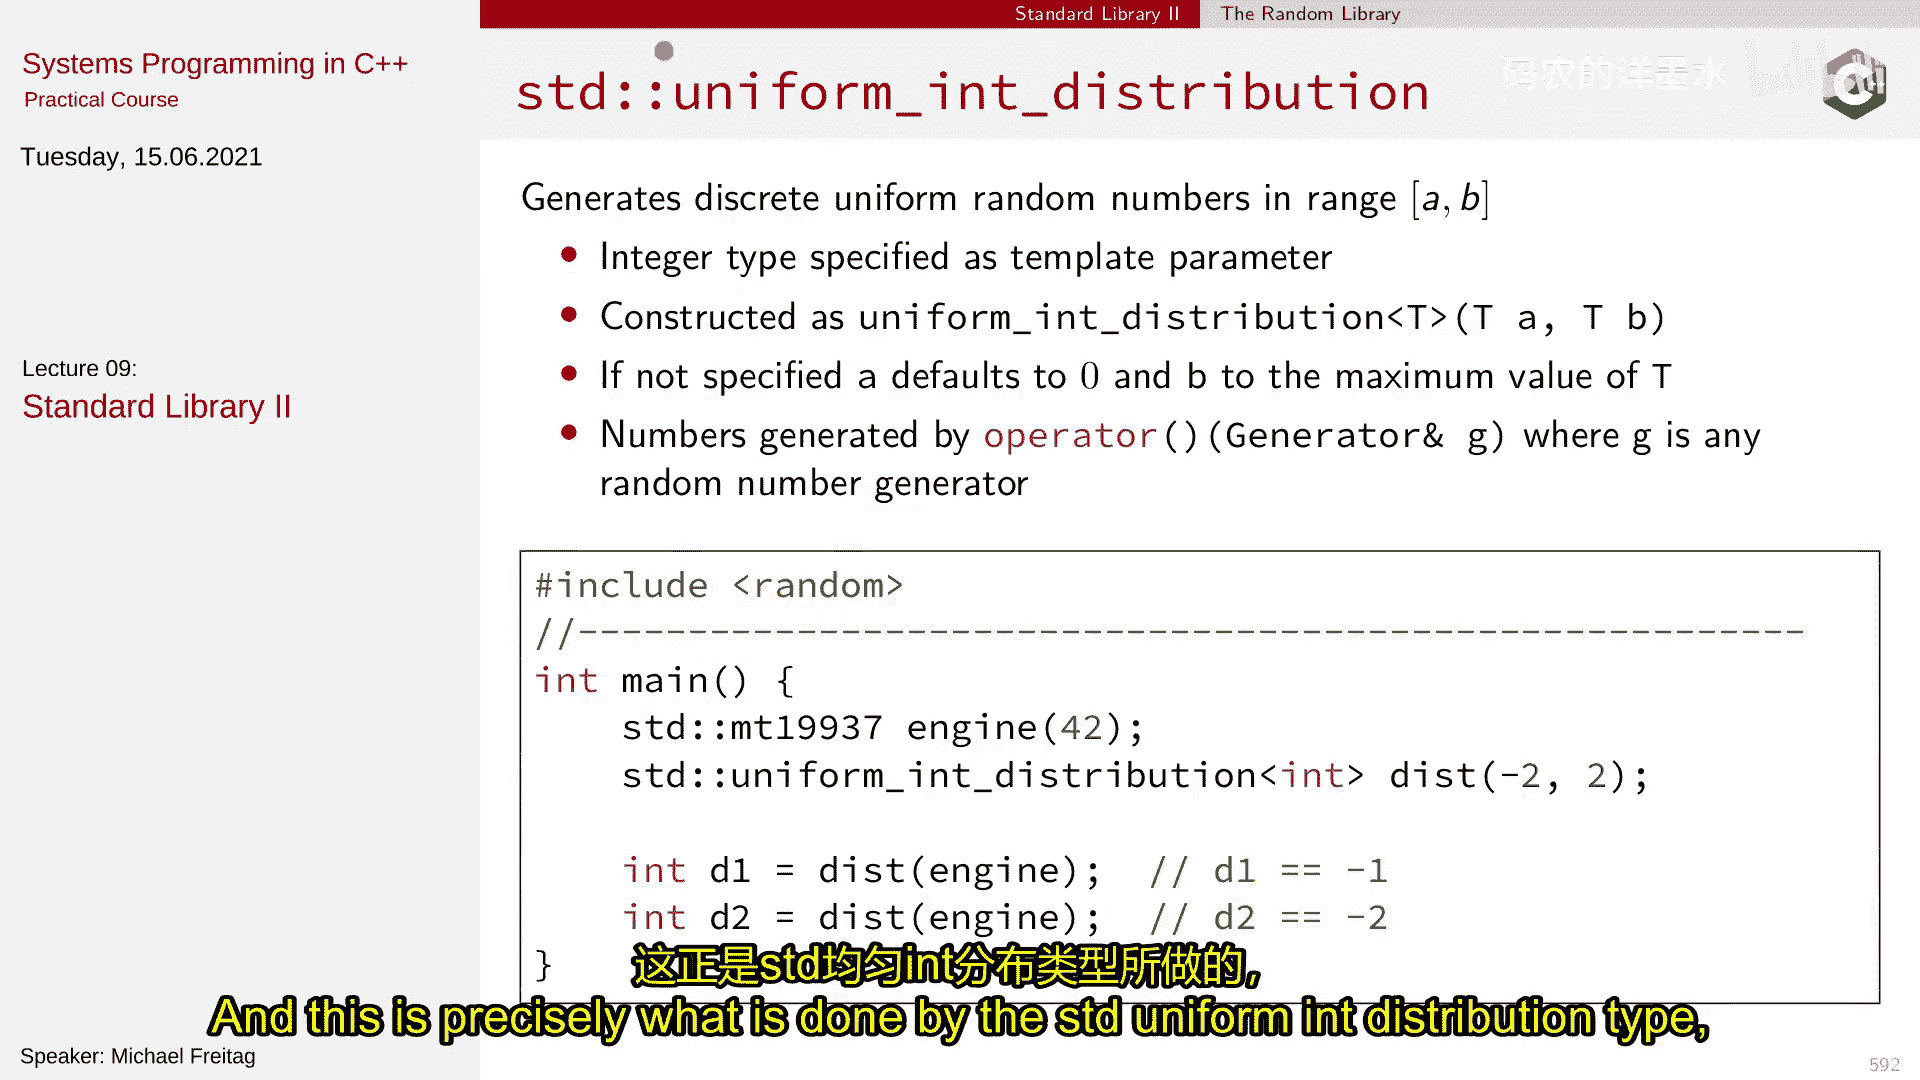 Standard Library II
The Random Library
Systems Programming in C++
Practical Course
Tuesday, 15.06.2021
Lecture 09:
Standard Library II
std::uniform_int_distribution
码农的洋墨水
Generates discrete uniform random numbers in range [a, b]
• Integer type specified as template parameter
• Constructed as uniform_int_distribution<T>(T a, T b)
• If not specified a defaults to 0 and b to the maximum value of T
• Numbers generated by operator()(Generator& g) where g is any
random number generator
#include <random>
//---------------------------------------------------------
int main() {
    std::mt19937 engine(42);
    std::uniform_int_distribution<int> dist(-2, 2);
    int d1 = dist(engine);  // d1 == -1
    int d2 = dist(engine);  // d2 == -2
}
这正是std均匀int分布类型所做的,
And this is precisely what is done by the std uniform int distribution type,
Speaker: Michael Freitag
592